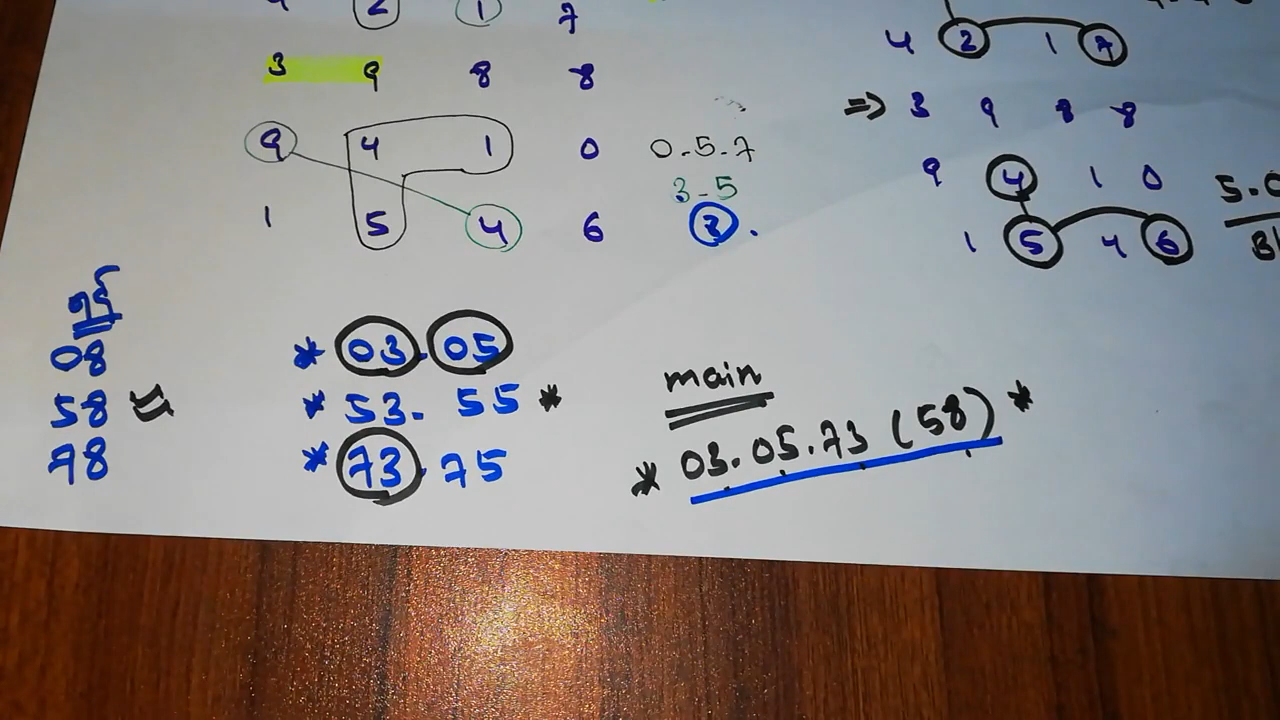 2 1 7
3 9 8 8
9 4 1 0 0.5.7
3-5
1 5 4 6 3.
4 2 1 7
⇒ 3 9 8 8
9 4 1 0
1 5 4 6
08
58
78
* 03.05
* 53. 55 *
* 73.75
main
* 03.05.73 (58) *